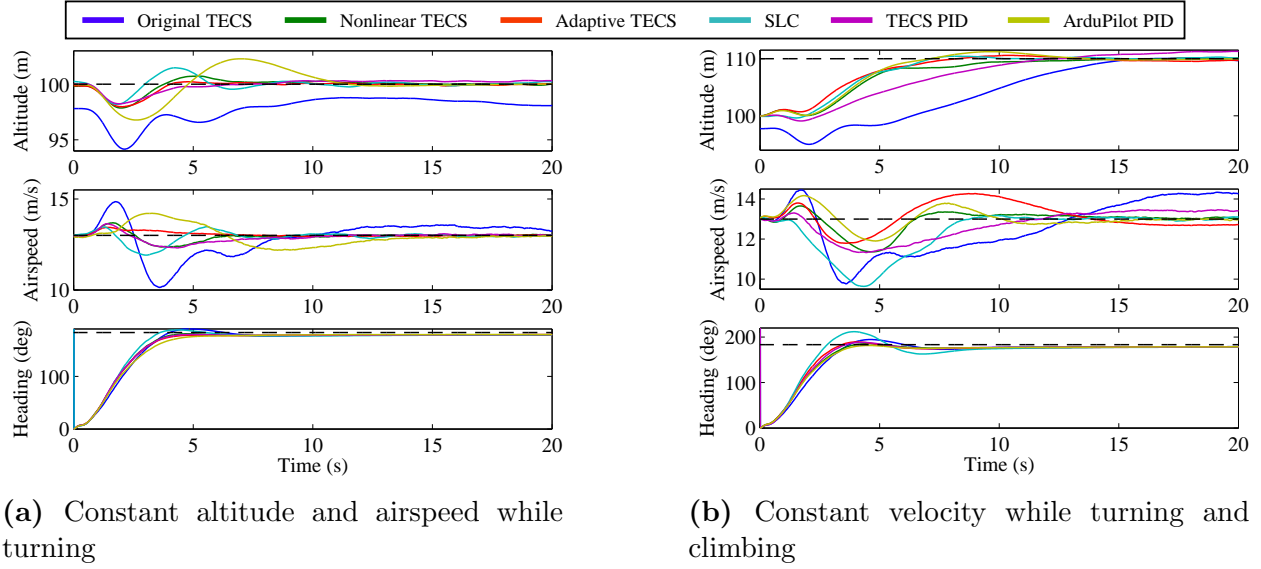 Original TECS Nonlinear TECS Adaptive TECS SLC TECS PID ArduPilot PID
Altitude (m)
100
95
0 5 10 15 20
Airspeed (m/s)
15
10
0 5 10 15 20
Heading (deg)
100
0
0 5 10 15 20
Time (s)
(a) Constant altitude and airspeed while
turning
Altitude (m)
110
100
0 5 10 15 20
Airspeed (m/s)
14
12
10
0 5 10 15 20
Heading (deg)
200
100
0
0 5 10 15 20
Time (s)
(b) Constant velocity while turning and
climbing